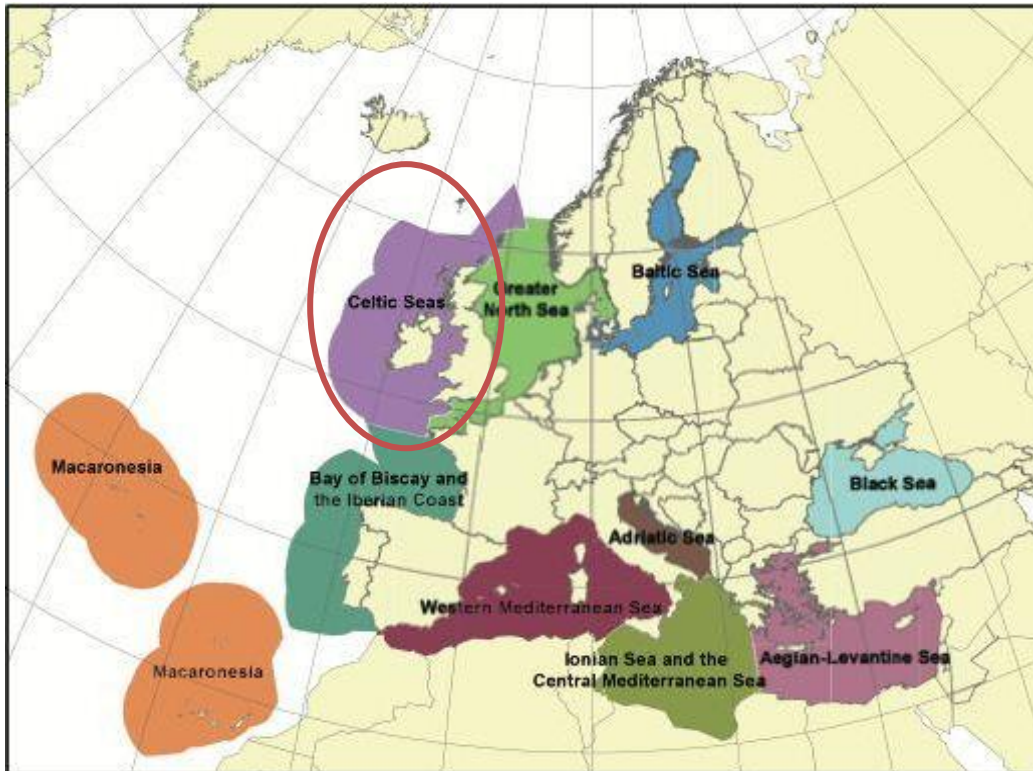 Baltic Sea
Celtic Seas
Greater
North Sea
Macaronesia
Bay of Biscay and
the Iberian Coast
Black Sea
Adriatic Sea
Western Mediterranean Sea
Ionian Sea and the
Central Mediterranean Sea
Aegian-Levantine Sea
Macaronesia